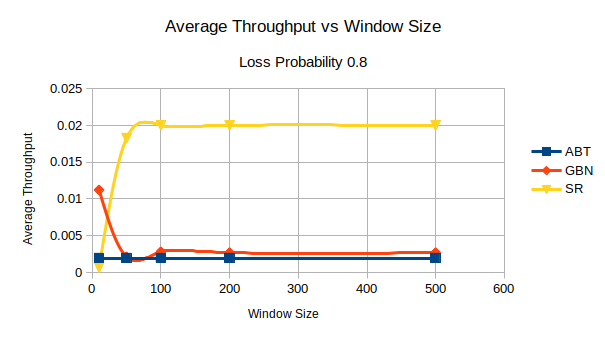 Average Throughput vs Window Size
Loss Probability 0.8
0.025
0.02
0.015
0.01
0.005
0
Average Throughput
0 100 200 300 400 500 600
Window Size
ABT
GBN
SR